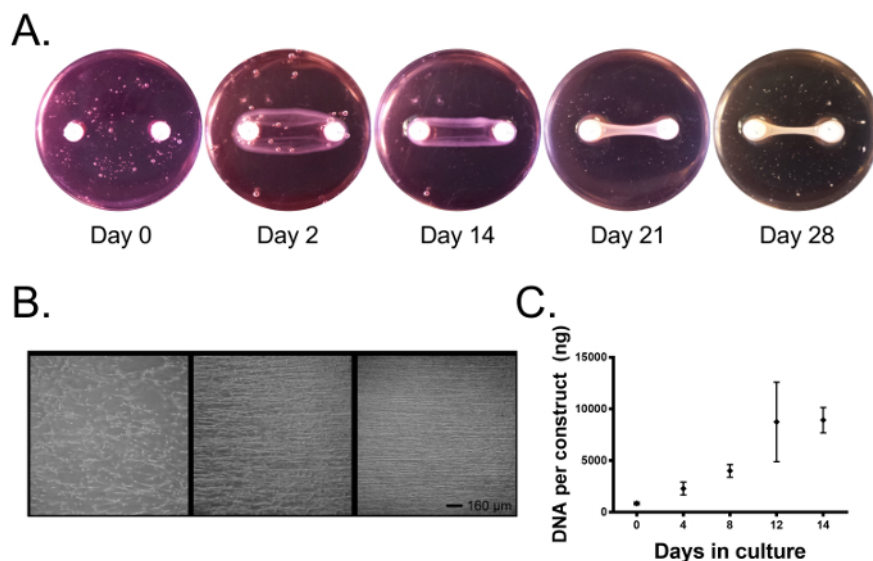 A.
Day 0
Day 2
Day 14
Day 21
Day 28
B.
160 µm
C.
DNA per construct (ng)
15000
10000
5000
0
0 4 8 12 14
Days in culture